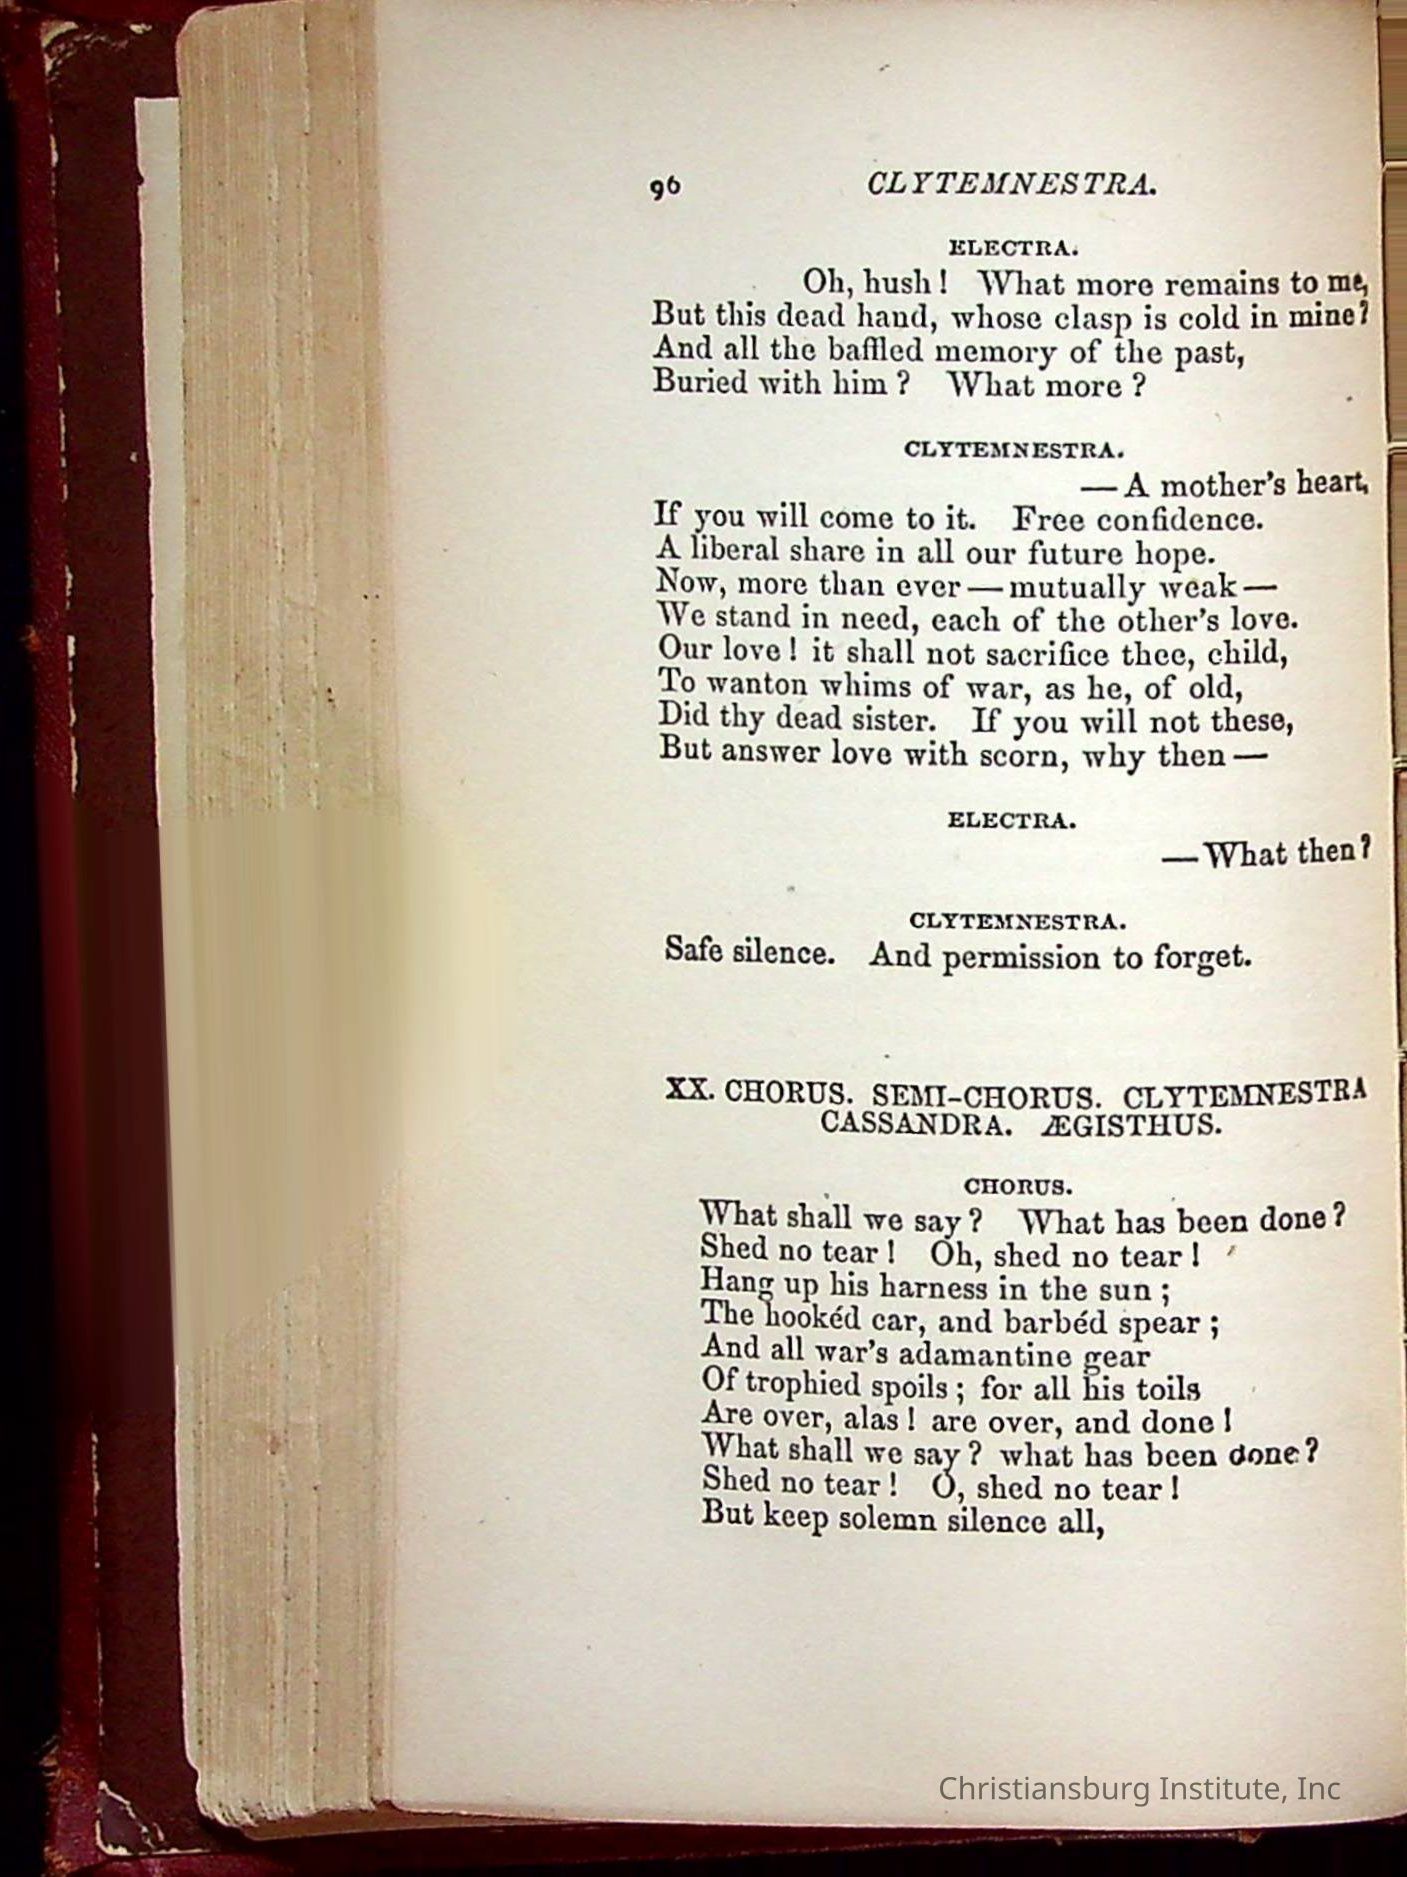 96 CLYTEMNESTRA.
ELECTRA.
Oh, hush! What more remains to me,
But this dead hand, whose clasp is cold in mine?
And all the baffled memory of the past,
Buried with him? What more?
CLYTEMNESTRA.
— A mother's heart,
If you will come to it. Free confidence.
A liberal share in all our future hope.
Now, more than ever — mutually weak —
We stand in need, each of the other's love.
Our love! it shall not sacrifice thee, child,
To wanton whims of war, as he, of old,
Did thy dead sister. If you will not these,
But answer love with scorn, why then —
ELECTRA.
— What then?
CLYTEMNESTRA.
Safe silence. And permission to forget.
XX. CHORUS. SEMI-CHORUS. CLYTEMNESTRA
CASSANDRA. ÆGISTHUS.
CHORUS.
What shall we say? What has been done?
Shed no tear! Oh, shed no tear!
Hang up his harness in the sun;
The hookéd car, and barbéd spear;
And all war's adamantine gear
Of trophied spoils; for all his toils
Are over, alas! are over, and done!
What shall we say? what has been done?
Shed no tear! O, shed no tear!
But keep solemn silence all,
Christiansburg Institute, Inc